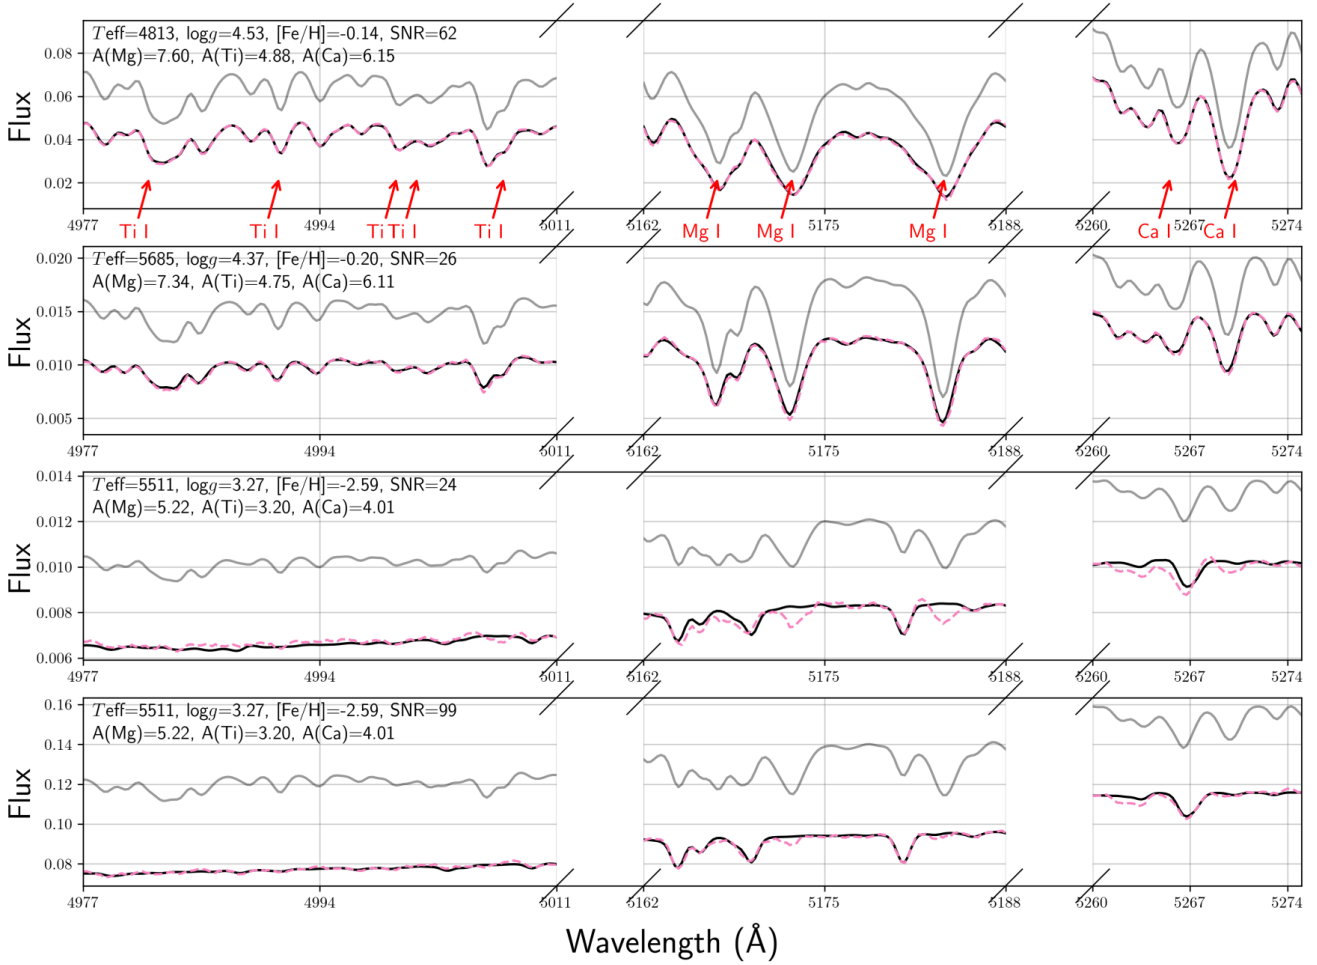 Teff=4813, logg=4.53, [Fe/H]=-0.14, SNR=62
A(Mg)=7.60, A(Ti)=4.88, A(Ca)=6.15
Flux
0.08
0.06
0.04
0.02
4977 4994 5011 5162 5175 5188 5260 5267 5274
Ti I Ti I Ti Ti I Ti I Mg I Mg I Mg I Ca I Ca I
Teff=5685, logg=4.37, [Fe/H]=-0.20, SNR=26
A(Mg)=7.34, A(Ti)=4.75, A(Ca)=6.11
Flux
0.020
0.015
0.010
0.005
4977 4994 5011 5162 5175 5188 5260 5267 5274
Teff=5511, logg=3.27, [Fe/H]=-2.59, SNR=24
A(Mg)=5.22, A(Ti)=3.20, A(Ca)=4.01
Flux
0.014
0.012
0.010
0.008
0.006
4977 4994 5011 5162 5175 5188 5260 5267 5274
Teff=5511, logg=3.27, [Fe/H]=-2.59, SNR=99
A(Mg)=5.22, A(Ti)=3.20, A(Ca)=4.01
Flux
0.16
0.14
0.12
0.10
0.08
4977 4994 5011 5162 5175 5188 5260 5267 5274
Wavelength (Å)